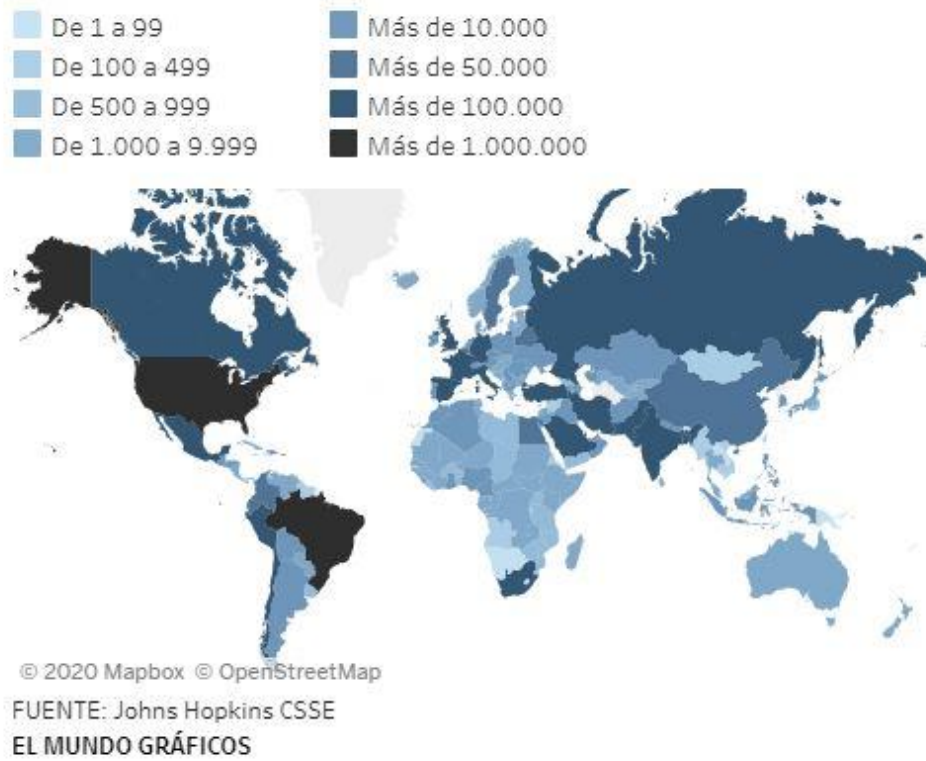 De 1 a 99
De 100 a 499
De 500 a 999
De 1.000 a 9.999
Más de 10.000
Más de 50.000
Más de 100.000
Más de 1.000.000
© 2020 Mapbox © OpenStreetMap
FUENTE: Johns Hopkins CSSE
EL MUNDO GRÁFICOS